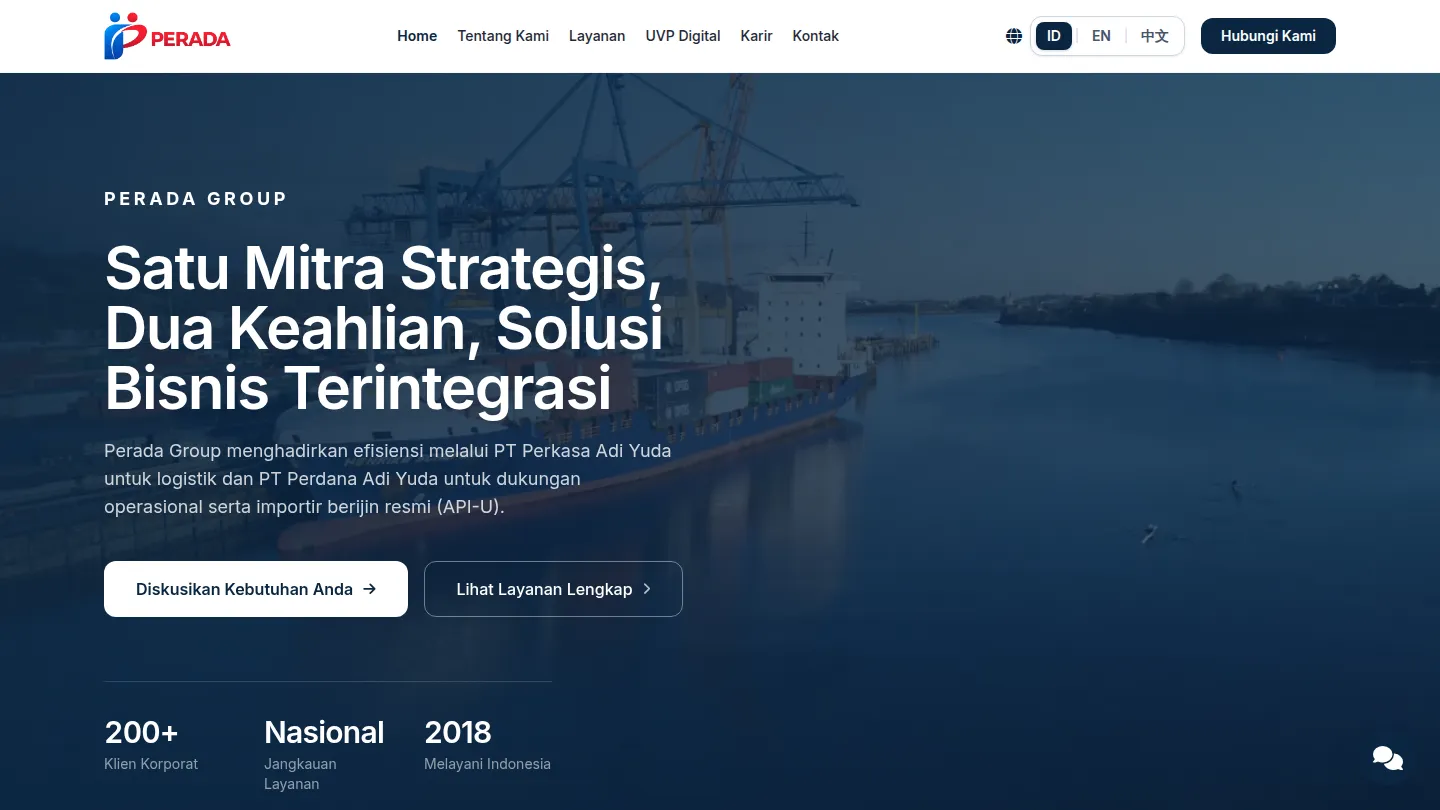 PERADA
Home
Tentang Kami
Layanan
UVP Digital
Karir
Kontak
ID
EN
中文
Hubungi Kami
PERADA GROUP
Satu Mitra Strategis,
Dua Keahlian, Solusi
Bisnis Terintegrasi
Perada Group menghadirkan efisiensi melalui PT Perkasa Adi Yuda
untuk logistik dan PT Perdana Adi Yuda untuk dukungan
operasional serta importir berijin resmi (API-U).
Diskusikan Kebutuhan Anda
Lihat Layanan Lengkap
200+
Klien Korporat
Nasional
Jangkauan
Layanan
2018
Melayani Indonesia